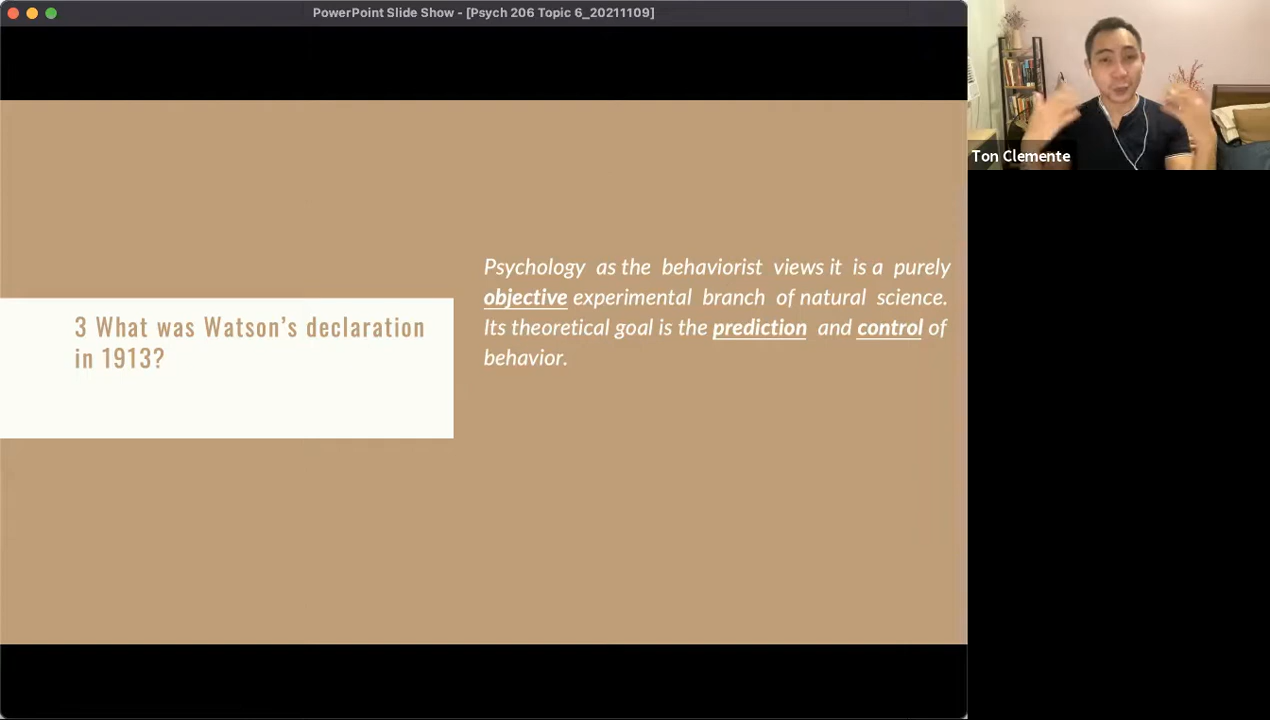 PowerPoint Slide Show - [Psych 206 Topic 6_20211109]
Ton Clemente
3 What was Watson's declaration
in 1913?
Psychology as the behaviorist views it is a purely
objective experimental branch of natural science.
Its theoretical goal is the prediction and control of
behavior.